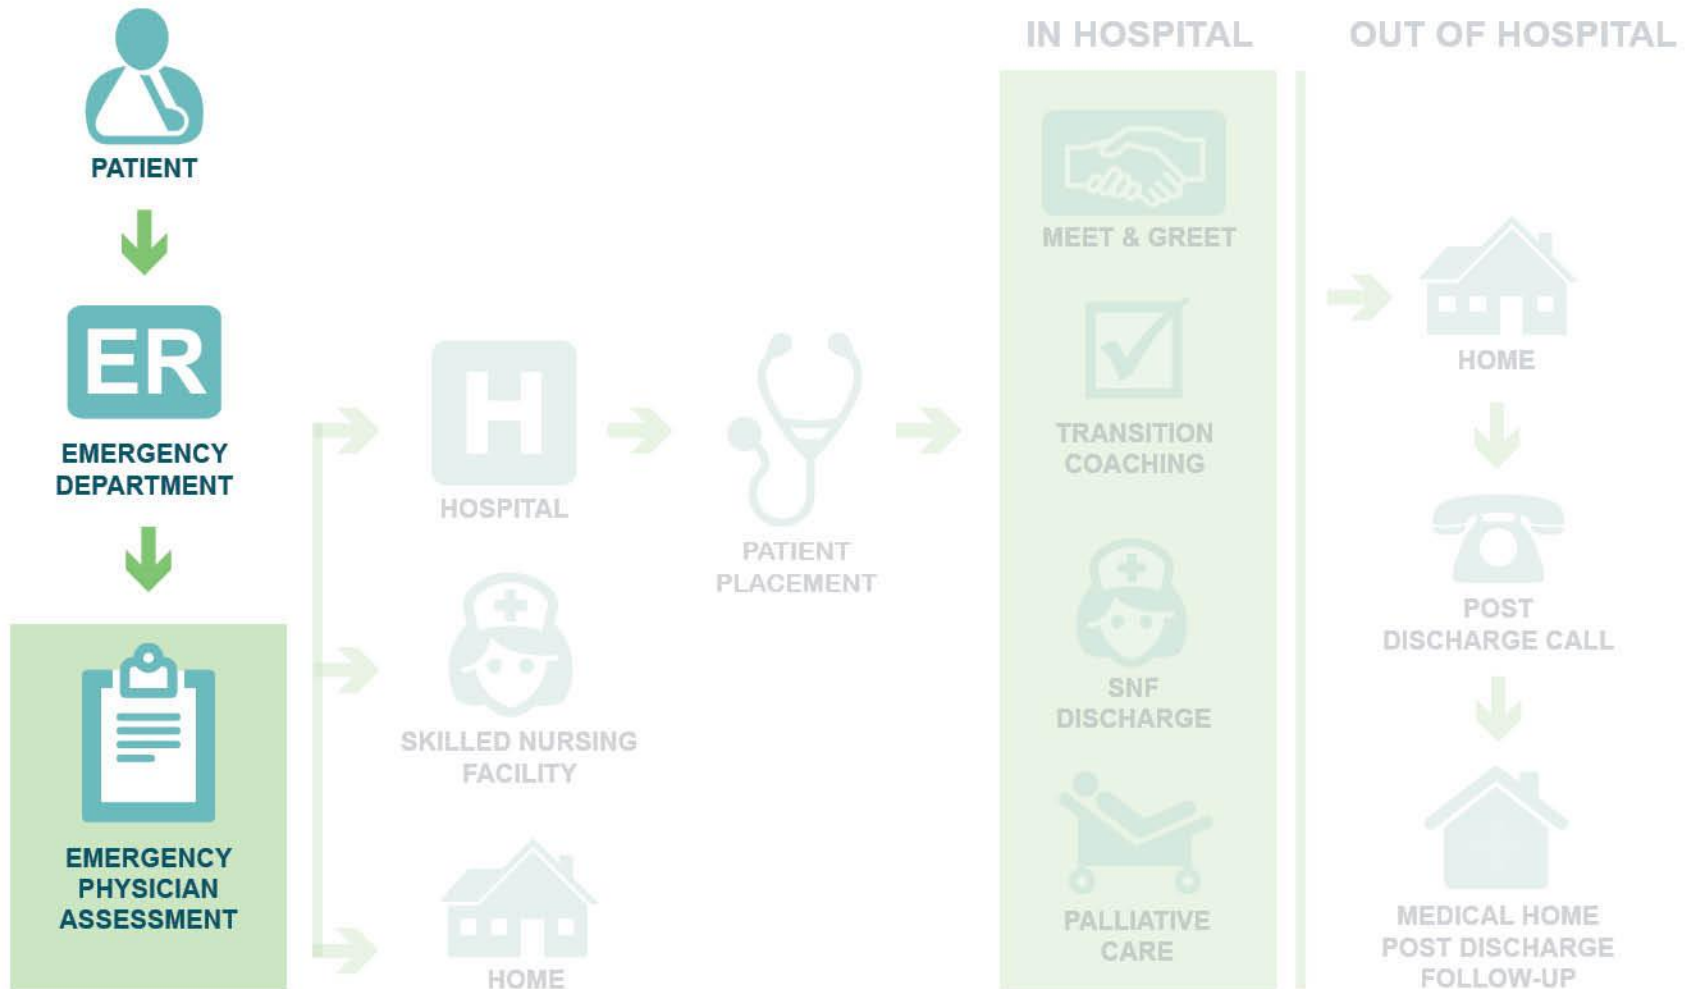 PATIENT
ER
EMERGENCY
DEPARTMENT
EMERGENCY
PHYSICIAN
ASSESSMENT
H
HOSPITAL
SKILLED NURSING
FACILITY
HOME
PATIENT
PLACEMENT
IN HOSPITAL
MEET & GREET
TRANSITION
COACHING
SNF
DISCHARGE
PALLIATIVE
CARE
OUT OF HOSPITAL
HOME
POST
DISCHARGE CALL
MEDICAL HOME
POST DISCHARGE
FOLLOW-UP